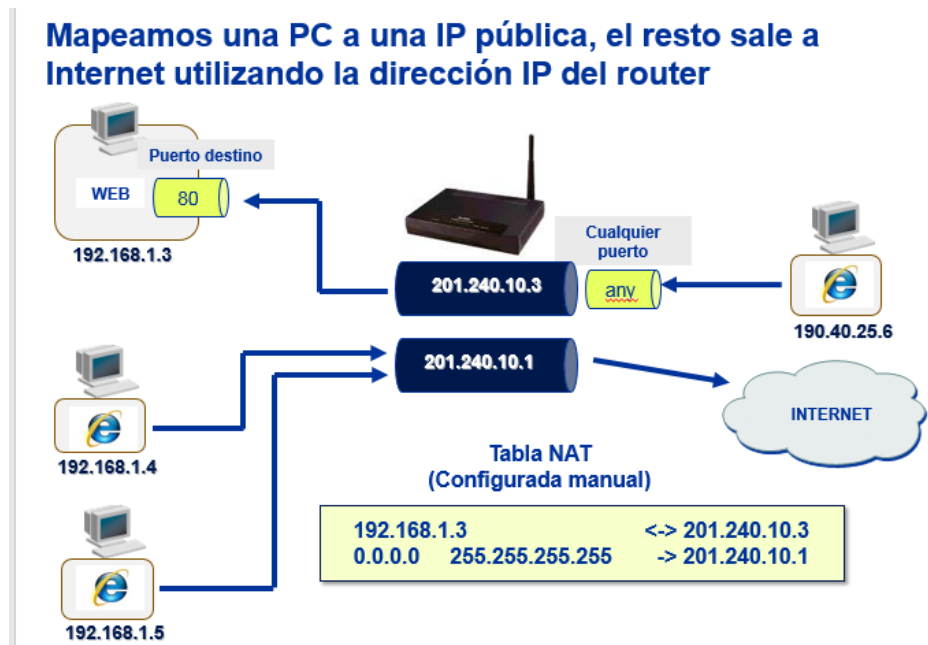 Mapeamos una PC a una IP pública, el resto sale a
Internet utilizando la dirección IP del router
Puerto destino
WEB
80
192.168.1.3
Cualquier
puerto
201.240.10.3
any
190.40.25.6
201.240.10.1
INTERNET
192.168.1.4
Tabla NAT
(Configurada manual)
192.168.1.3 <-> 201.240.10.3
0.0.0.0 255.255.255.255 -> 201.240.10.1
192.168.1.5